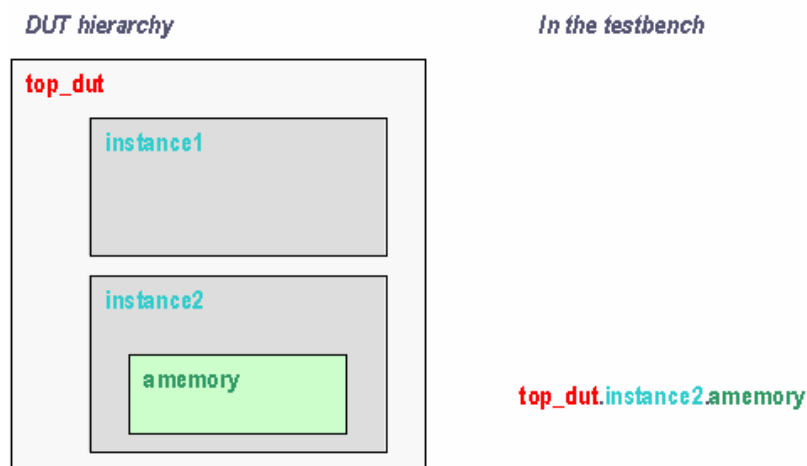 DUT hierarchy
In the testbench
top_dut
instance1
instance2
amemory
top_dut.instance2.amemory